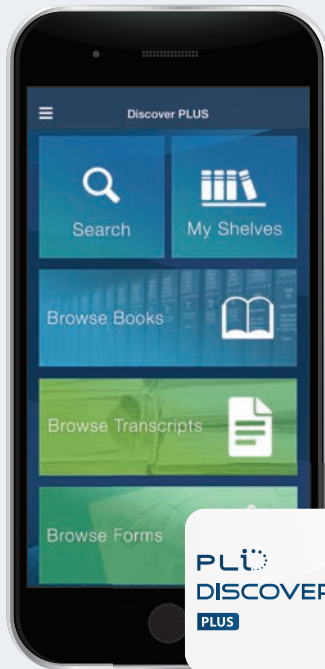 Discover PLUS
Search
My Shelves
Browse Books
Browse Transcripts
Browse Forms
PLI
DISCOVER
PLUS